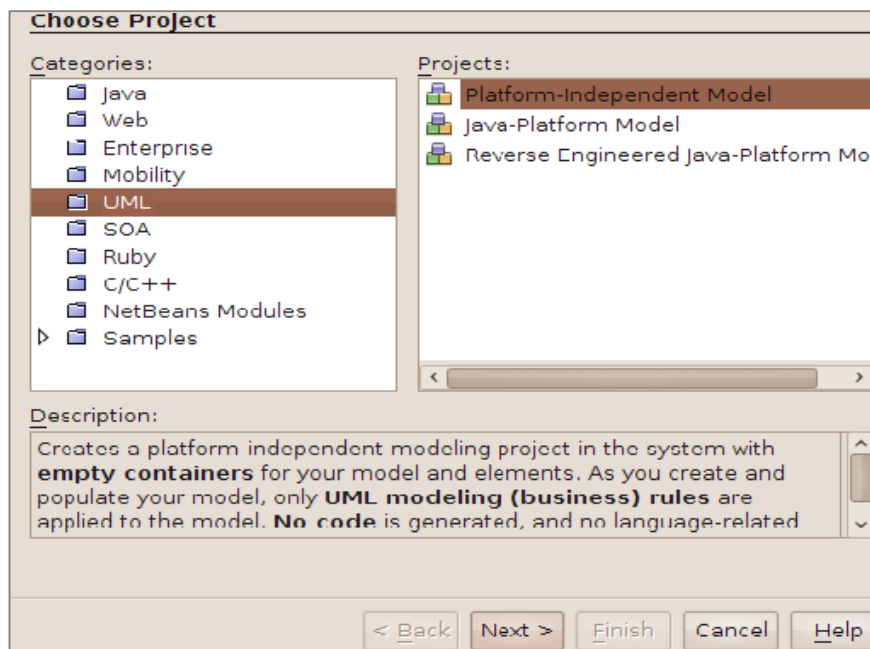 Choose Project
Categories:
Java
Web
Enterprise
Mobility
UML
SOA
Ruby
C/C++
NetBeans Modules
Samples
Projects:
Platform-Independent Model
Java-Platform Model
Reverse Engineered Java-Platform Mo
Description:
Creates a platform independent modeling project in the system with
empty containers for your model and elements. As you create and
populate your model, only UML modeling (business) rules are
applied to the model. No code is generated, and no language-related
< Back
Next >
Finish
Cancel
Help